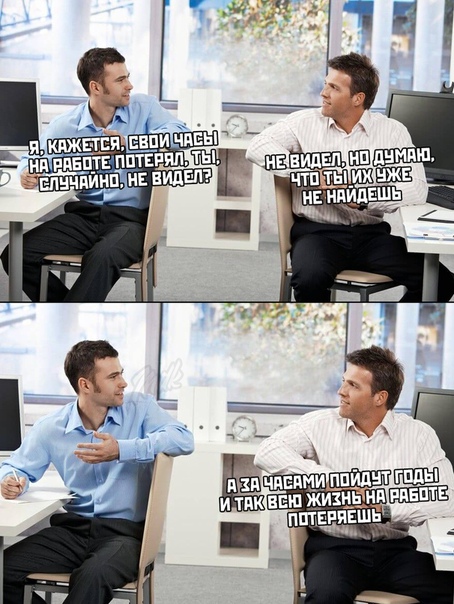 Я, КАЖЕТСЯ, СВОИ ЧАСЫ
НА РАБОТЕ ПОТЕРЯЛ, ТЫ,
СЛУЧАЙНО, НЕ ВИДЕЛ?
НЕ ВИДЕЛ, НО ДУМАЮ,
ЧТО ТЫ ИХ УЖЕ
НЕ НАЙДЕШЬ
А ЗА ЧАСАМИ ПОЙДУТ ГОДЫ
И ТАК ВСЮ ЖИЗНЬ НА РАБОТЕ
ПОТЕРЯЕШЬ